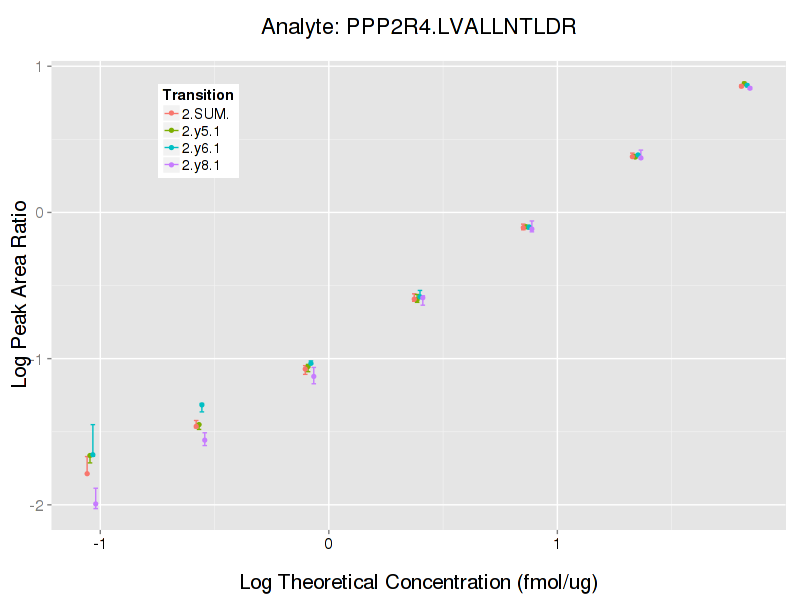 Analyte: PPP2R4.LVALLNTLDR
Log Peak Area Ratio
1
0
-1
-2
Transition
2.SUM.
2.y5.1
2.y6.1
2.y8.1
-1
0
1
Log Theoretical Concentration (fmol/ug)